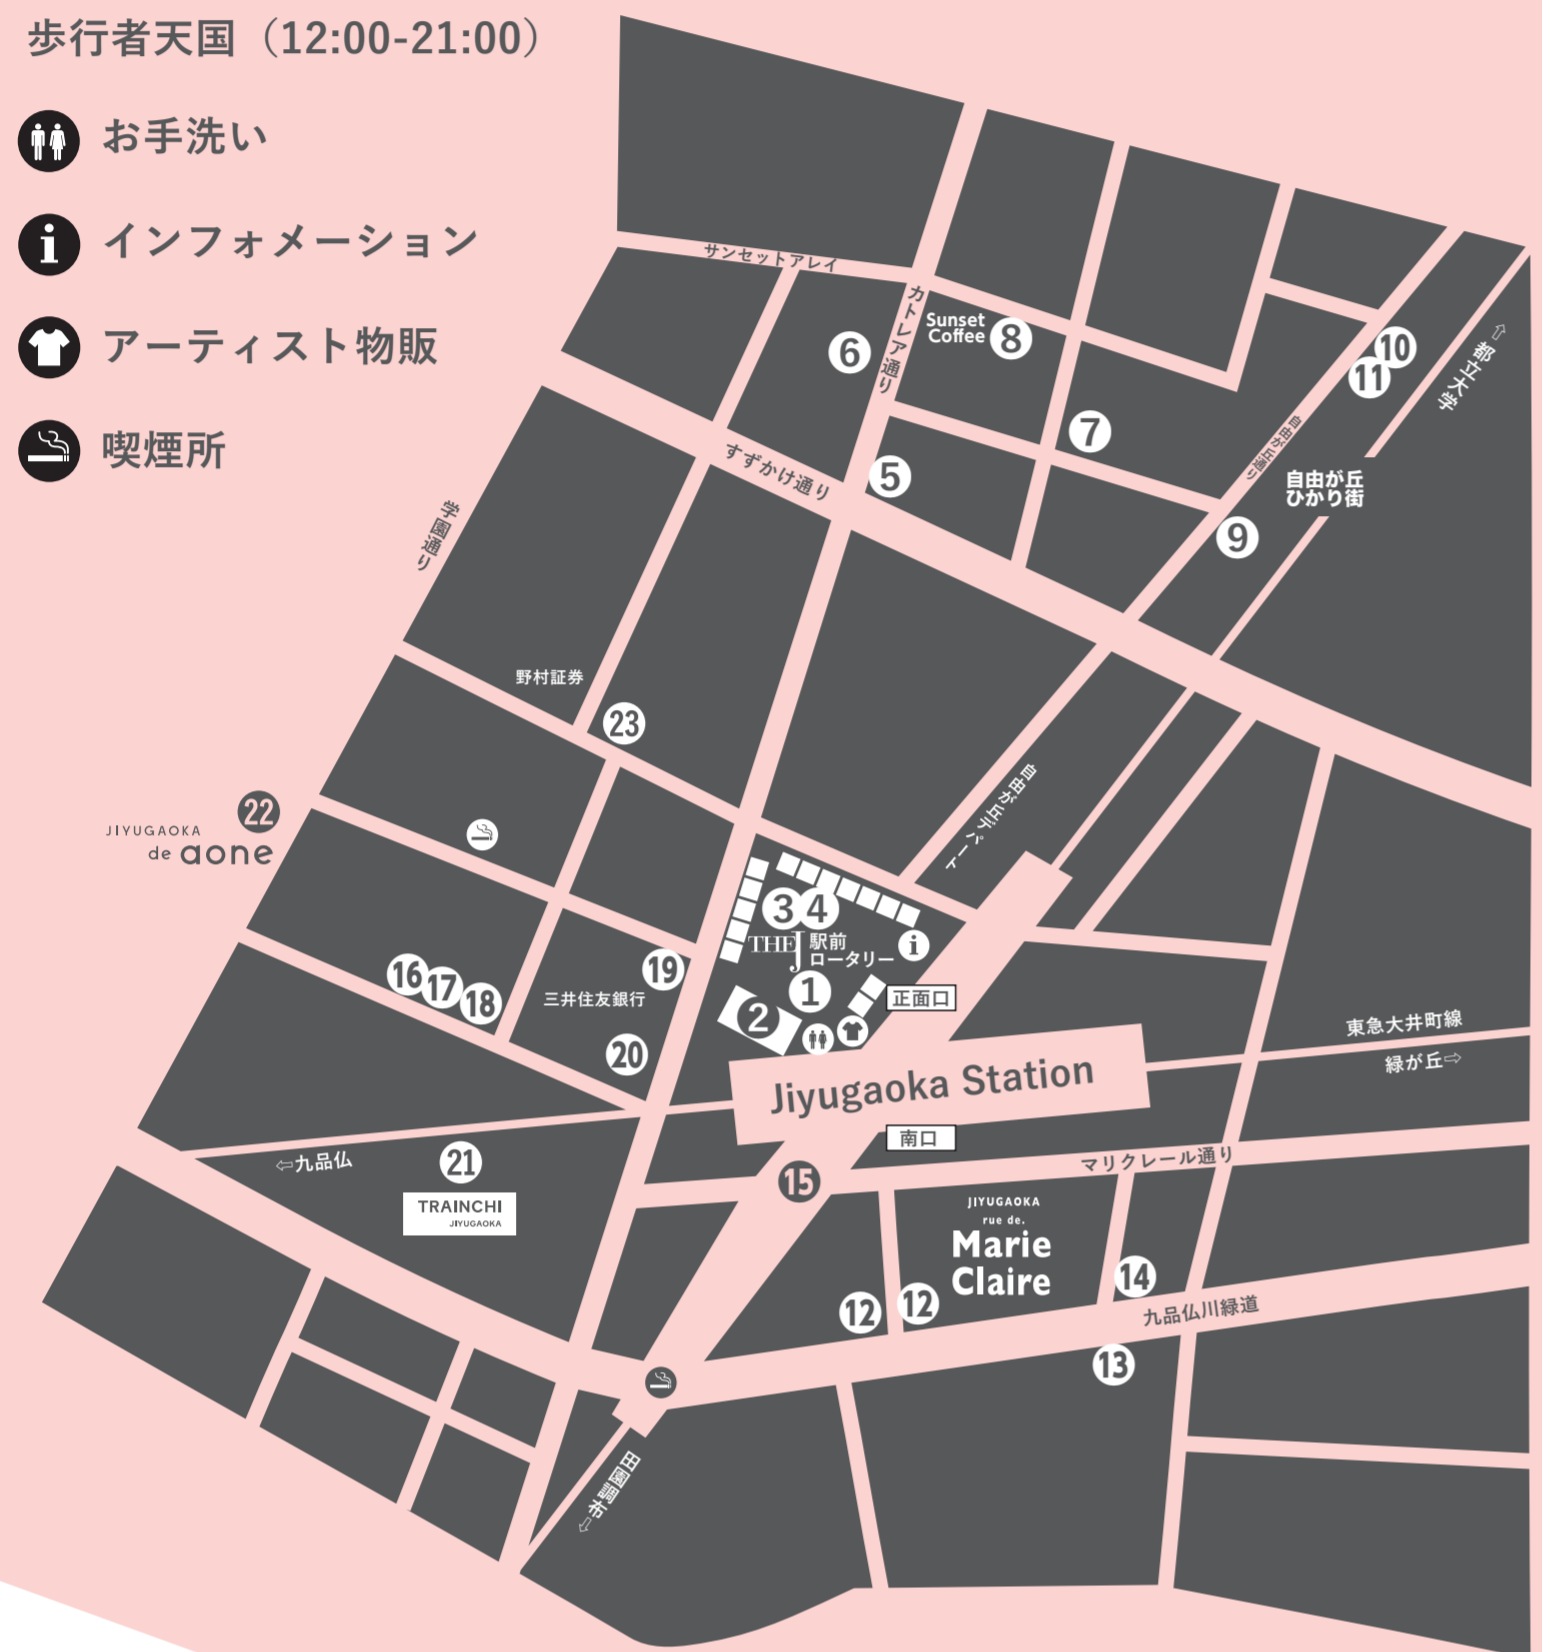 歩行者天国（12:00-21:00）
お手洗い
インフォメーション
アーティスト物販
喫煙所
サンセットアレイ
カトレア通り
Sunset
Coffee
8
6
10
11
⇦都立大学
7
自由が丘通り
すずかけ通り
5
自由が丘
ひかり街
9
学園通り
野村証券
23
自由が丘デパート
22
JIYUGAOKA
de aone
3
4
THE J
駅前
ロータリー
i
16
17
18
19
三井住友銀行
20
1
2
正面口
東急大井町線
緑が丘⇨
Jiyugaoka Station
南口
⇦九品仏
21
TRAINCHI
JIYUGAOKA
15
マリクレール通り
JIYUGAOKA
rue de.
Marie
Claire
12
12
14
九品仏川緑道
13
田園調布⇨